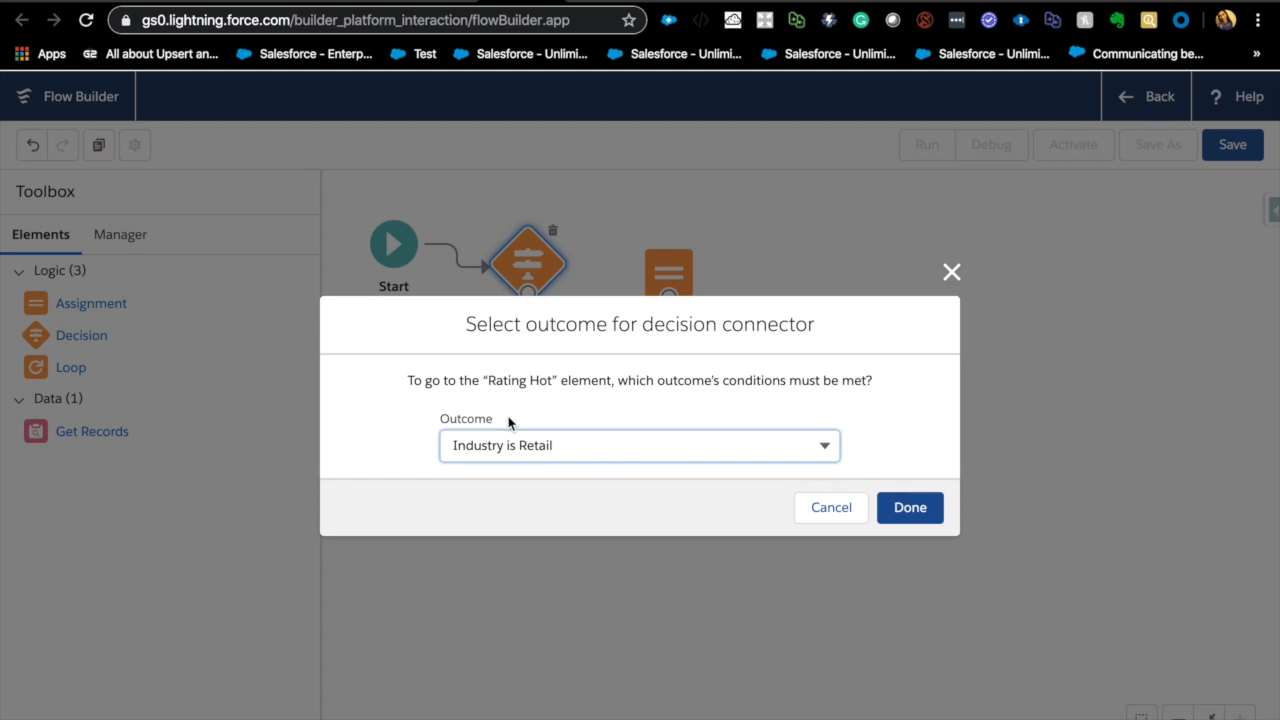 gs0.lightning.force.com/builder_platform_interaction/flowBuilder.app
Apps
G2 All about Upsert an...
Salesforce – Enterp...
Test
Salesforce – Unlimi...
Salesforce – Unlimi...
Salesforce – Unlimi...
Salesforce – Unlimi...
Communicating be...
»
Flow Builder
Back
? Help
Run
Debug
Activate
Save As
Save
Toolbox
Elements
Manager
Logic (3)
Assignment
Decision
Loop
Data (1)
Get Records
Start
Select outcome for decision connector
To go to the “Rating Hot” element, which outcome’s conditions must be met?
Outcome
Industry is Retail
Cancel
Done